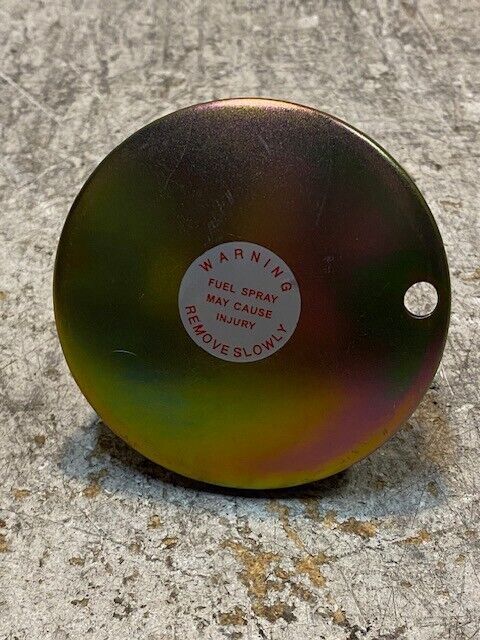 WARNING
FUEL SPRAY
MAY CAUSE
INJURY
REMOVE SLOWLY